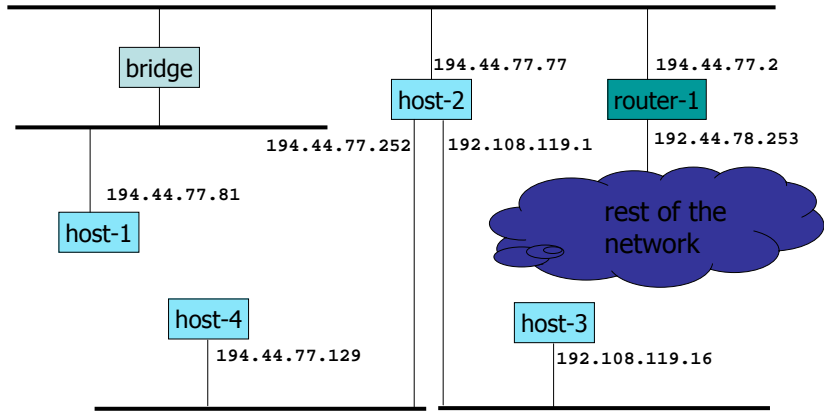 bridge
194.44.77.77
194.44.77.2
host-2
router-1
194.44.77.252
192.108.119.1
192.44.78.253
194.44.77.81
host-1
rest of the
network
host-4
host-3
194.44.77.129
192.108.119.16